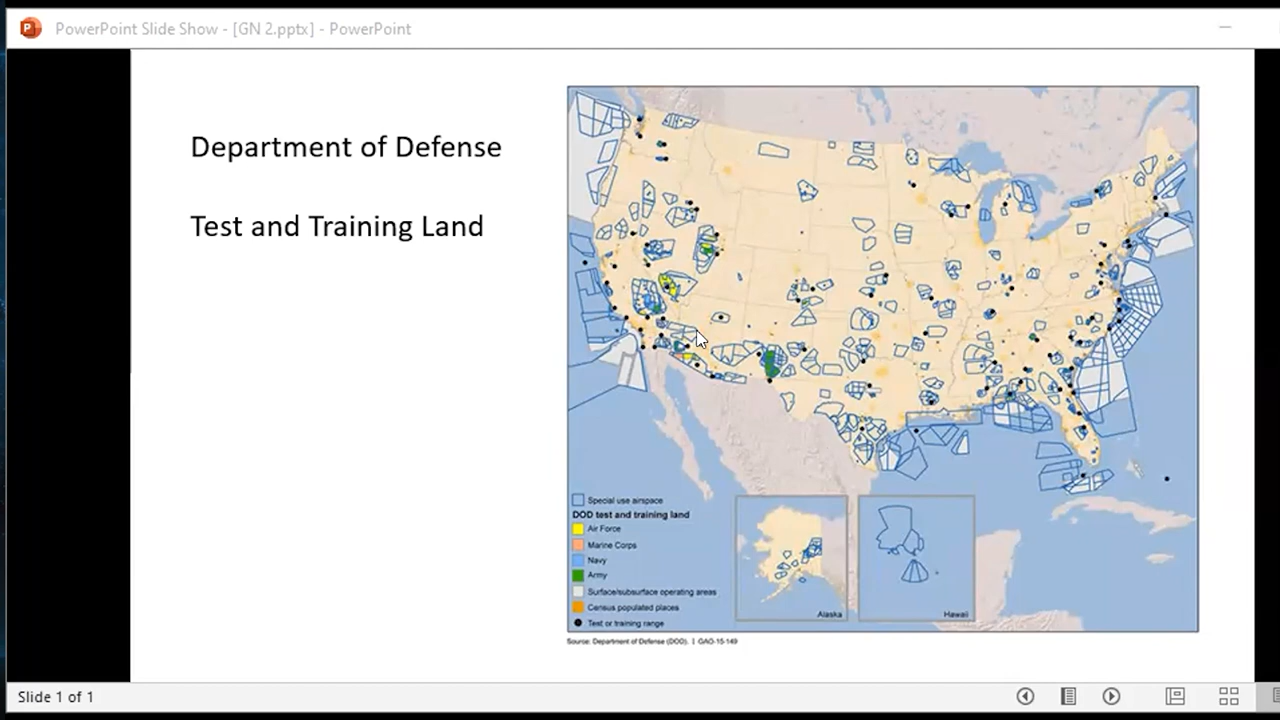 PowerPoint Slide Show - [GN 2.pptx] - PowerPoint
Department of Defense
Test and Training Land
Special use airspace
DOD test and training land
Air Force
Marine Corps
Navy
Army
Surface/subsurface operating areas
Census populated places
Test or training range
Alaska
Hawaii
Source: Department of Defense (DOD). | GAO-15-149
Slide 1 of 1